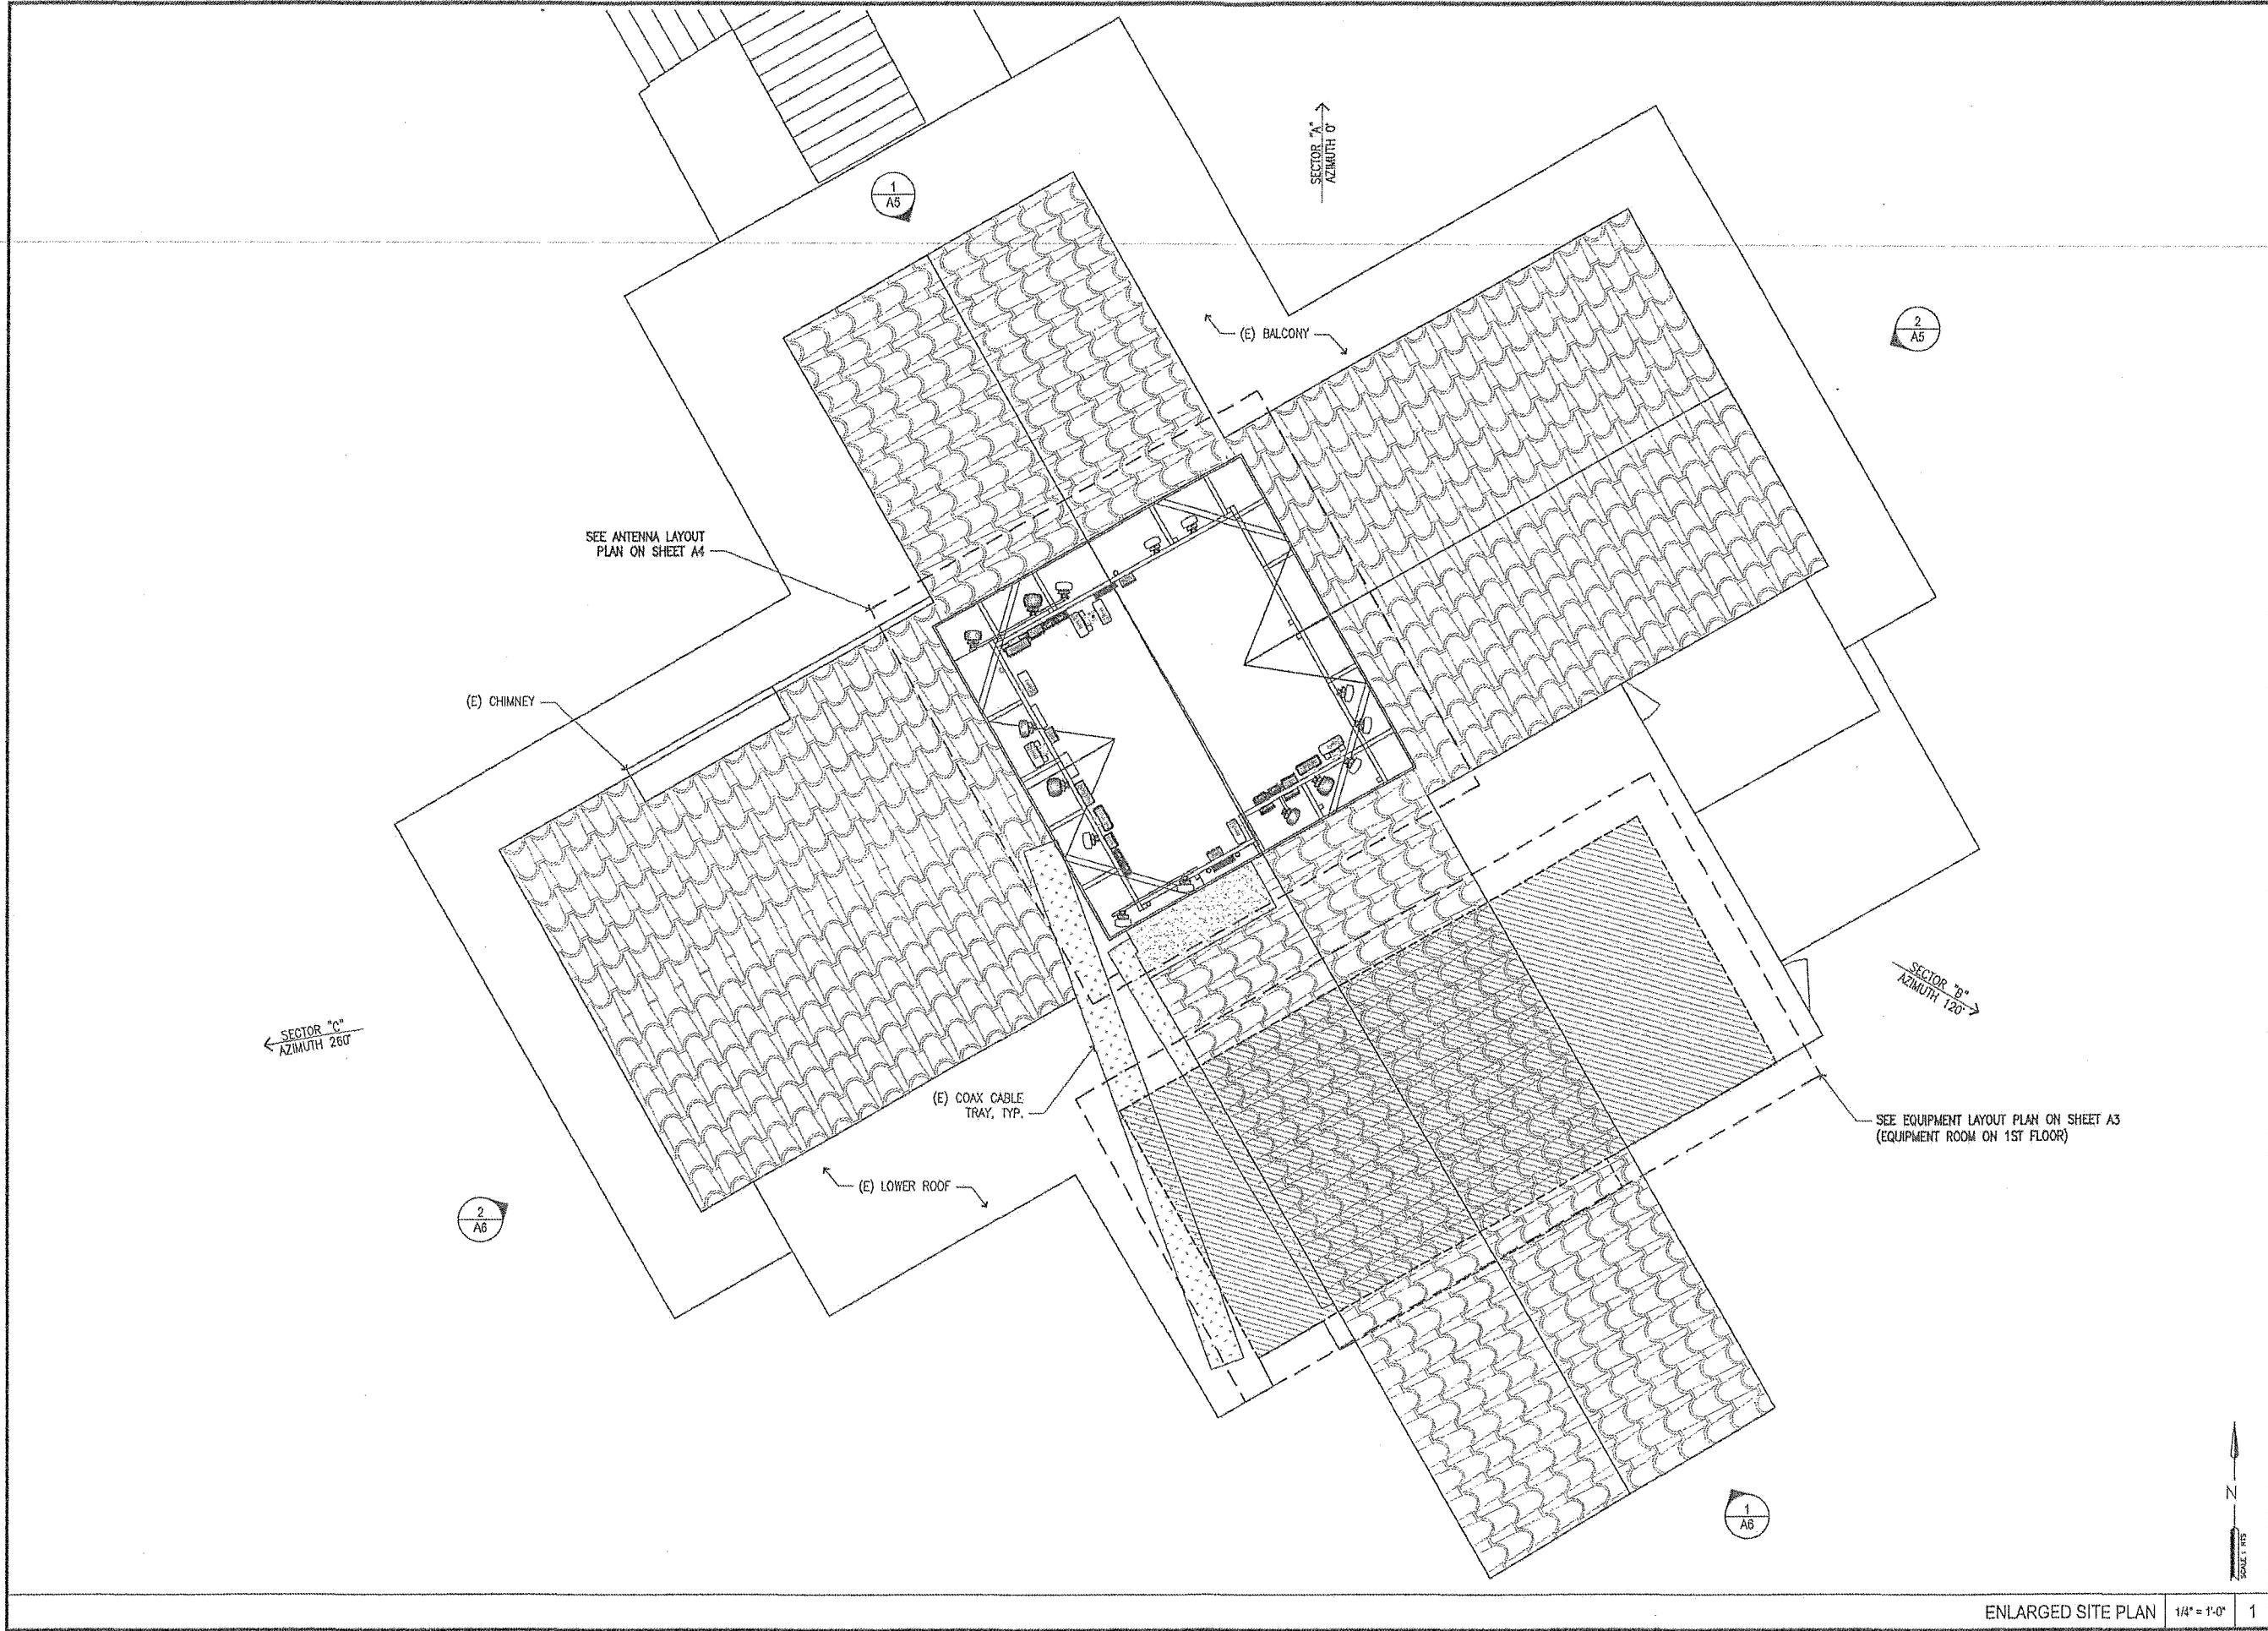 SECTOR "A"
AZIMUTH 0°
1
A5
2
A5
(E) BALCONY
SEE ANTENNA LAYOUT
PLAN ON SHEET A4
(E) CHIMNEY
SECTOR "B"
AZIMUTH 120°
SECTOR "C"
AZIMUTH 260°
(E) COAX CABLE
TRAY, TYP.
SEE EQUIPMENT LAYOUT PLAN ON SHEET A3
(EQUIPMENT ROOM ON 1ST FLOOR)
(E) LOWER ROOF
2
A6
1
A6
N
SCALE : NTS
ENLARGED SITE PLAN
1/4" = 1'-0"
1